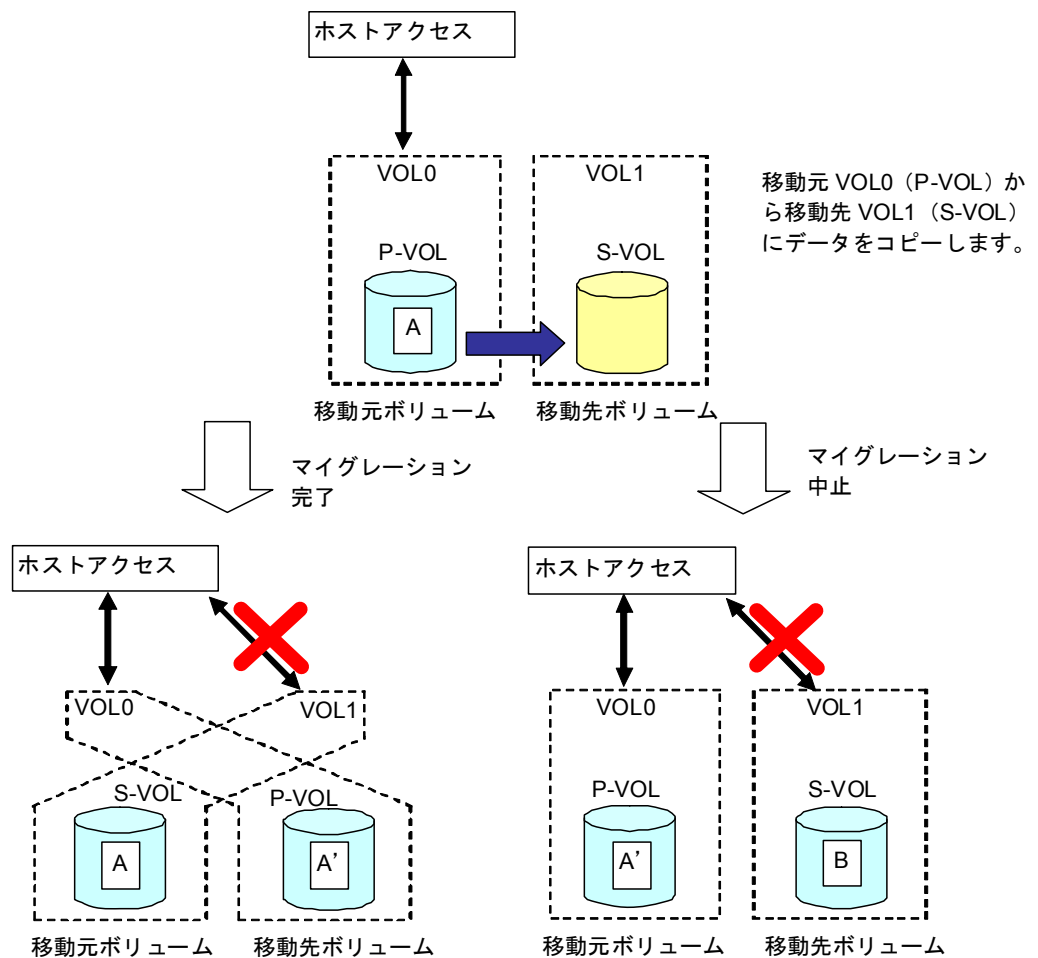 ホストアクセス
VOL0
VOL1
移動元 VOL0（P-VOL）か
ら移動先 VOL1（S-VOL）
にデータをコピーします。
P-VOL
S-VOL
A
移動元ボリューム
移動先ボリューム
マイグレーション
完了
マイグレーション
中止
ホストアクセス
VOL0
VOL1
S-VOL
P-VOL
A
A’
移動元ボリューム
移動先ボリューム
ホストアクセス
VOL0
VOL1
P-VOL
S-VOL
A’
B
移動元ボリューム
移動先ボリューム